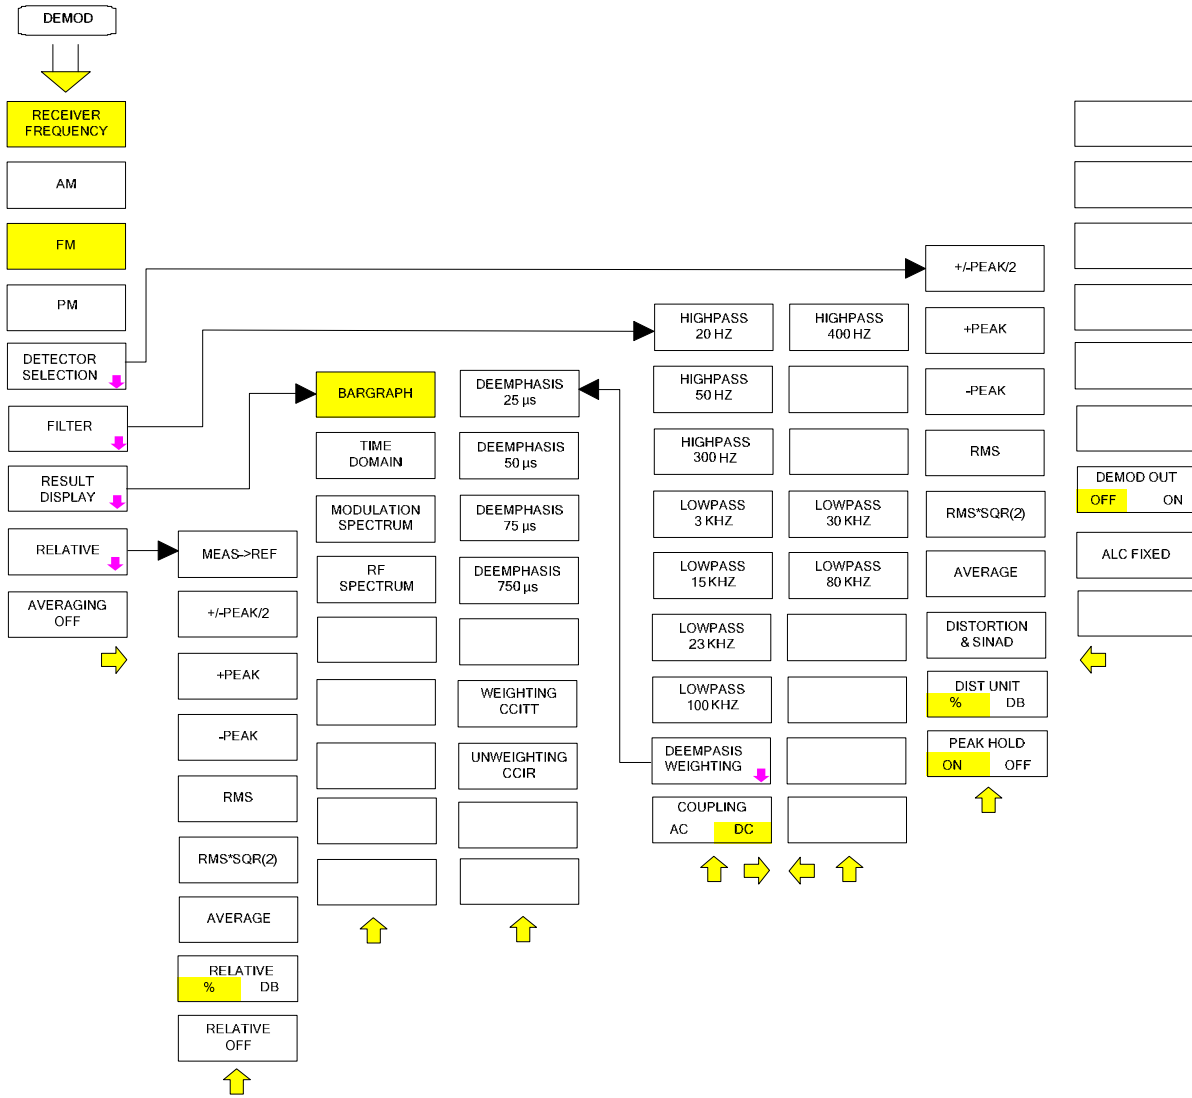 DEMOD
RECEIVER
FREQUENCY
AM
FM
PM
DETECTOR
SELECTION
FILTER
RESULT
DISPLAY
RELATIVE
AVERAGING
OFF
MEAS->REF
+/-PEAK/2
+PEAK
-PEAK
RMS
RMS*SQR(2)
AVERAGE
RELATIVE
% DB
RELATIVE
OFF
BARGRAPH
TIME
DOMAIN
MODULATION
SPECTRUM
RF
SPECTRUM
DEEMPHASIS
25 µs
DEEMPHASIS
50 µs
DEEMPHASIS
75 µs
DEEMPHASIS
750 µs
WEIGHTING
CCITT
UNWEIGHTING
CCIR
HIGHPASS
20 HZ
HIGHPASS
50 HZ
HIGHPASS
300 HZ
LOWPASS
3 KHZ
LOWPASS
15 KHZ
LOWPASS
23 KHZ
LOWPASS
100 KHZ
DEEMPASIS
WEIGHTING
COUPLING
AC DC
HIGHPASS
400 HZ
LOWPASS
30 KHZ
LOWPASS
80 KHZ
+/-PEAK/2
+PEAK
-PEAK
RMS
RMS*SQR(2)
AVERAGE
DISTORTION
& SINAD
DIST UNIT
% DB
PEAK HOLD
ON OFF
DEMOD OUT
OFF ON
ALC FIXED